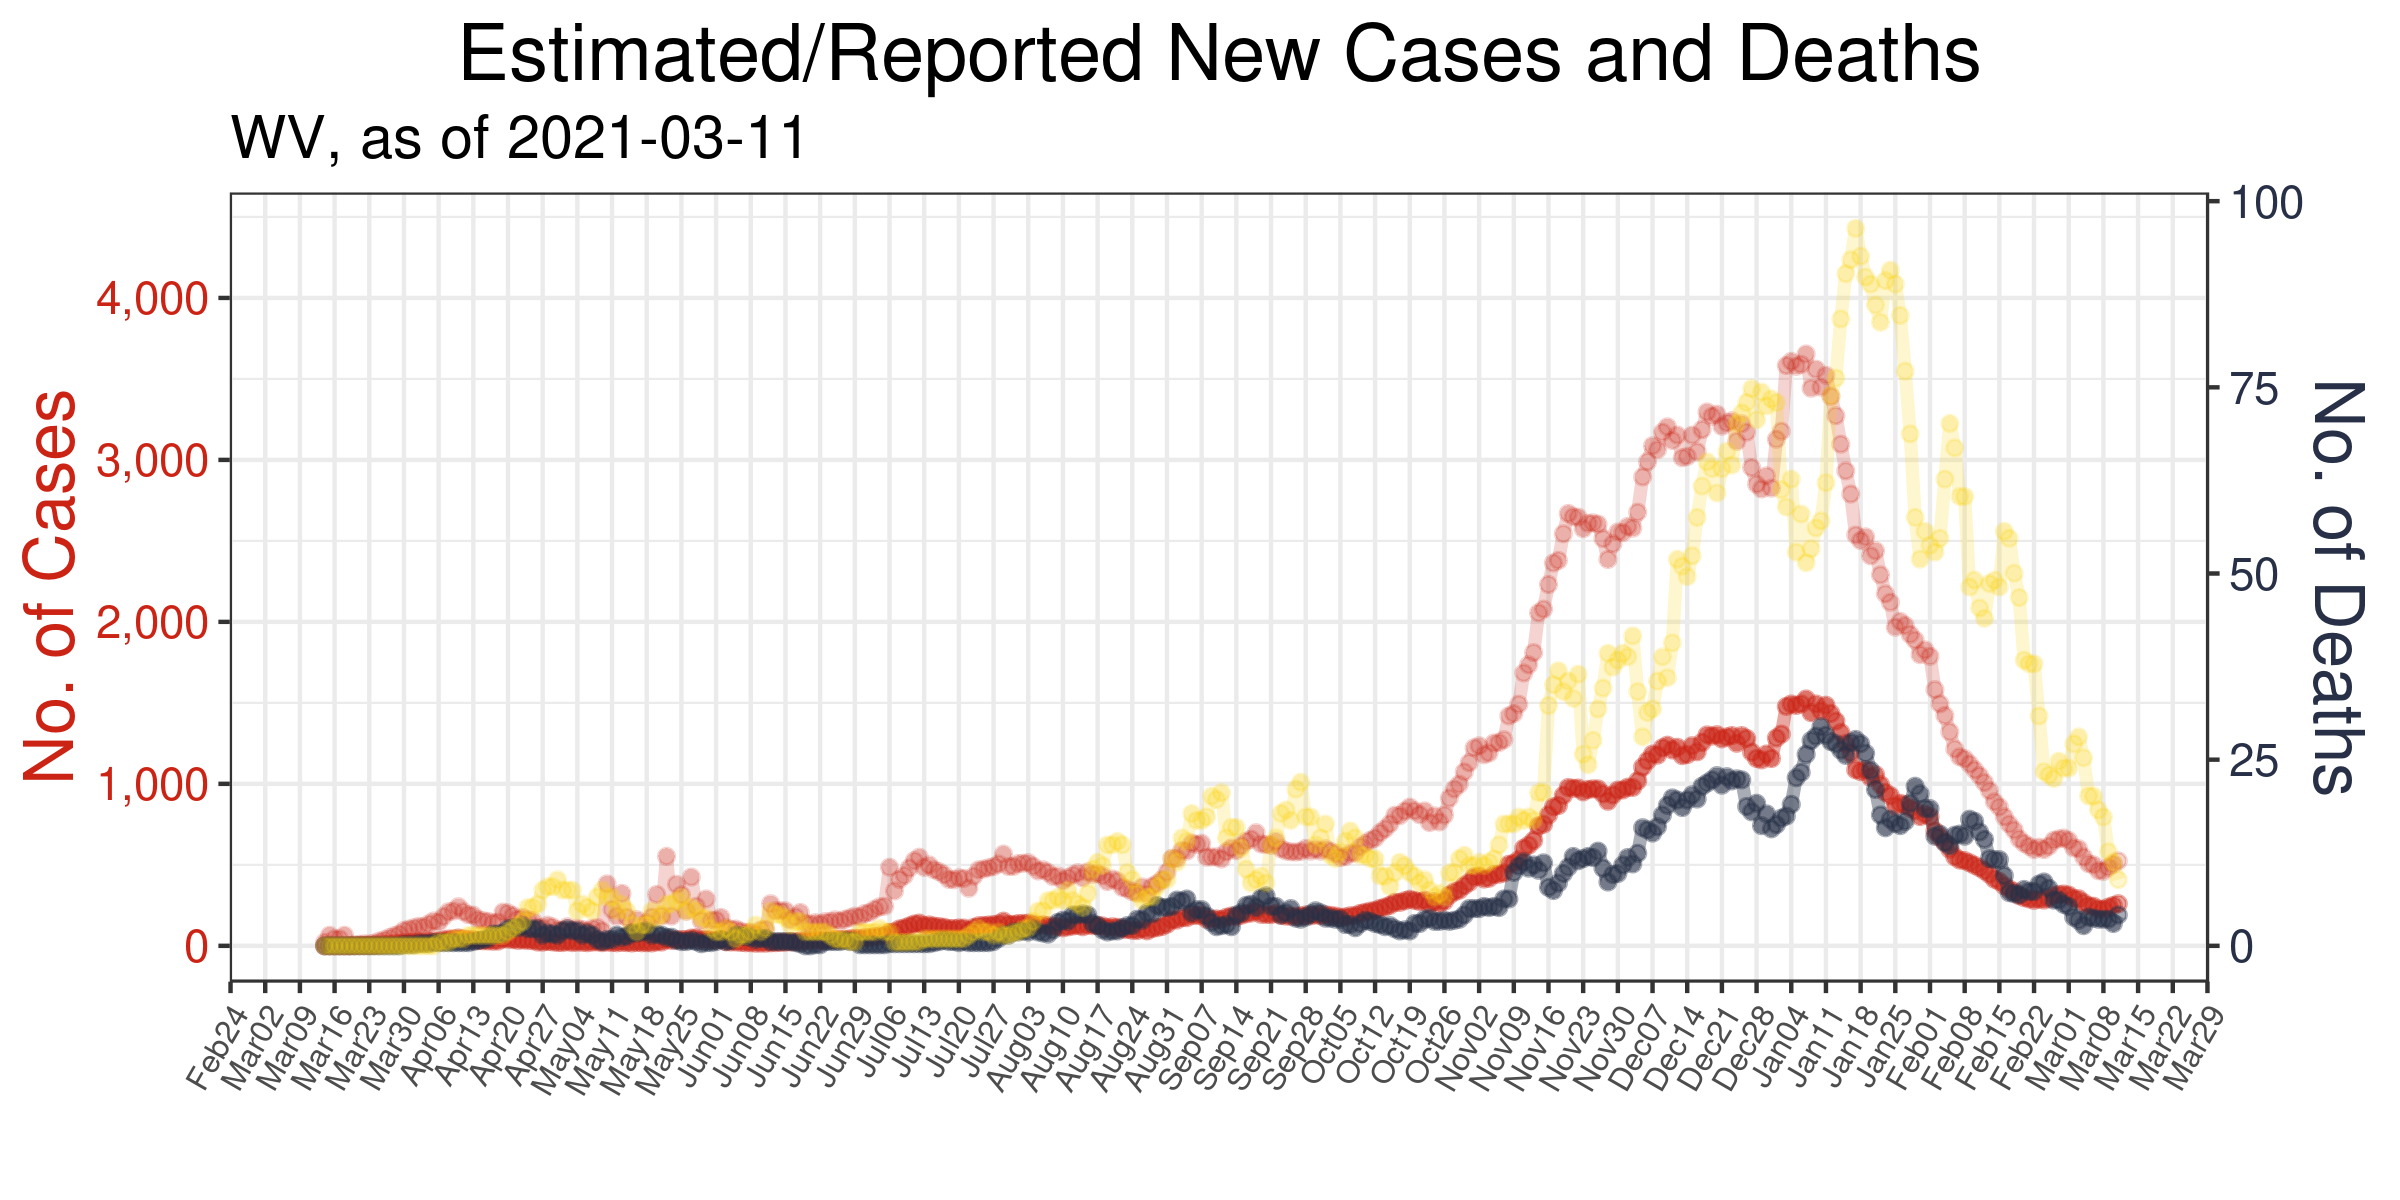 Estimated/Reported New Cases and Deaths
WV, as of 2021-03-11
No. of Cases
4,000
3,000
2,000
1,000
0
100
75
50
25
0
No. of Deaths
Feb24 Mar02 Mar09 Mar16 Mar23 Mar30 Apr06 Apr13 Apr20 Apr27 May04 May11 May18 May25 Jun01 Jun08 Jun15 Jun22 Jun29 Jul06 Jul13 Jul20 Jul27 Aug03 Aug10 Aug17 Aug24 Aug31 Sep07 Sep14 Sep21 Sep28 Oct05 Oct12 Oct19 Oct26 Nov02 Nov09 Nov16 Nov23 Nov30 Dec07 Dec14 Dec21 Dec28 Jan04 Jan11 Jan18 Jan25 Feb01 Feb08 Feb15 Feb22 Mar01 Mar08 Mar15 Mar22 Mar29